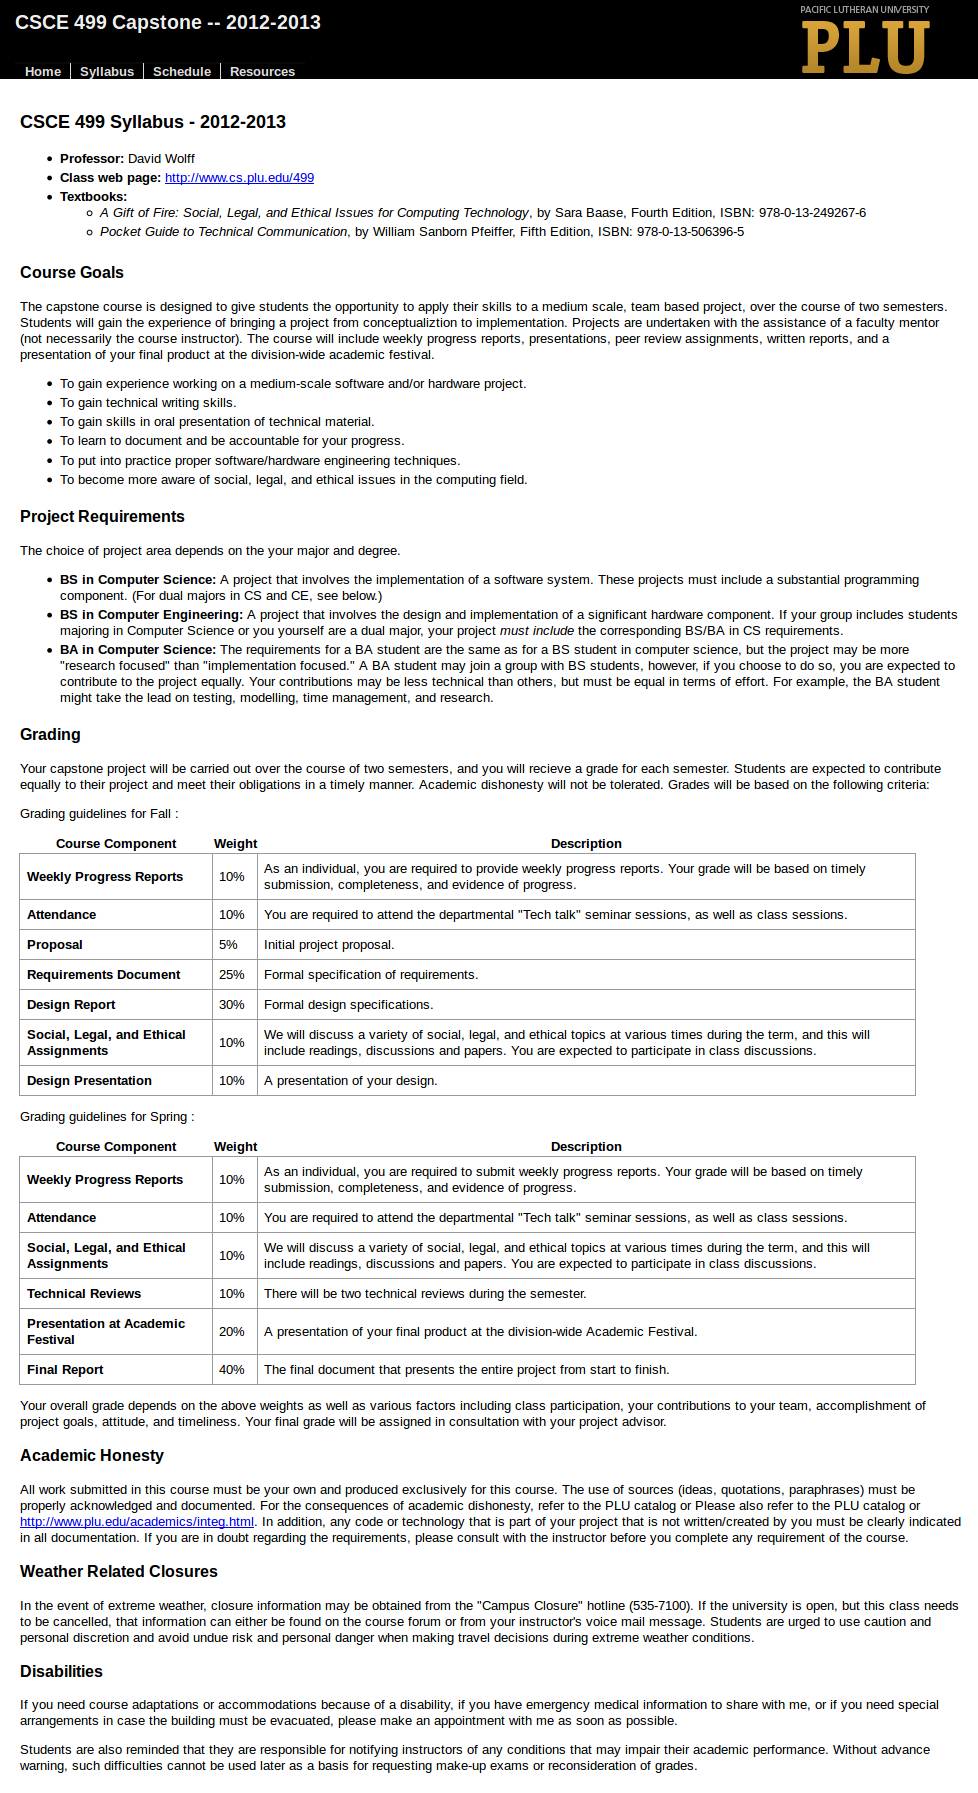 CSCE 499 Capstone -- 2012-2013
PACIFIC LUTHERAN UNIVERSITY
PLU
Home
Syllabus
Schedule
Resources
CSCE 499 Syllabus - 2012-2013
Professor: David Wolff
Class web page: http://www.cs.plu.edu/499
Textbooks:
A Gift of Fire: Social, Legal, and Ethical Issues for Computing Technology, by Sara Baase, Fourth Edition, ISBN: 978-0-13-249267-6
Pocket Guide to Technical Communication, by William Sanborn Pfeiffer, Fifth Edition, ISBN: 978-0-13-506396-5
Course Goals
The capstone course is designed to give students the opportunity to apply their skills to a medium scale, team based project, over the course of two semesters.
Students will gain the experience of bringing a project from conceptualiztion to implementation. Projects are undertaken with the assistance of a faculty mentor
(not necessarily the course instructor). The course will include weekly progress reports, presentations, peer review assignments, written reports, and a
presentation of your final product at the division-wide academic festival.
To gain experience working on a medium-scale software and/or hardware project.
To gain technical writing skills.
To gain skills in oral presentation of technical material.
To learn to document and be accountable for your progress.
To put into practice proper software/hardware engineering techniques.
To become more aware of social, legal, and ethical issues in the computing field.
Project Requirements
The choice of project area depends on the your major and degree.
BS in Computer Science: A project that involves the implementation of a software system. These projects must include a substantial programming
component. (For dual majors in CS and CE, see below.)
BS in Computer Engineering: A project that involves the design and implementation of a significant hardware component. If your group includes students
majoring in Computer Science or you yourself are a dual major, your project must include the corresponding BS/BA in CS requirements.
BA in Computer Science: The requirements for a BA student are the same as for a BS student in computer science, but the project may be more
"research focused" than "implementation focused." A BA student may join a group with BS students, however, if you choose to do so, you are expected to
contribute to the project equally. Your contributions may be less technical than others, but must be equal in terms of effort. For example, the BA student
might take the lead on testing, modelling, time management, and research.
Grading
Your capstone project will be carried out over the course of two semesters, and you will recieve a grade for each semester. Students are expected to contribute
equally to their project and meet their obligations in a timely manner. Academic dishonesty will not be tolerated. Grades will be based on the following criteria:
Grading guidelines for Fall :
Course Component Weight Description
Weekly Progress Reports 10% As an individual, you are required to provide weekly progress reports. Your grade will be based on timely
submission, completeness, and evidence of progress.
Attendance 10% You are required to attend the departmental "Tech talk" seminar sessions, as well as class sessions.
Proposal 5% Initial project proposal.
Requirements Document 25% Formal specification of requirements.
Design Report 30% Formal design specifications.
Social, Legal, and Ethical
Assignments 10% We will discuss a variety of social, legal, and ethical topics at various times during the term, and this will
include readings, discussions and papers. You are expected to participate in class discussions.
Design Presentation 10% A presentation of your design.
Grading guidelines for Spring :
Course Component Weight Description
Weekly Progress Reports 10% As an individual, you are required to submit weekly progress reports. Your grade will be based on timely
submission, completeness, and evidence of progress.
Attendance 10% You are required to attend the departmental "Tech talk" seminar sessions, as well as class sessions.
Social, Legal, and Ethical
Assignments 10% We will discuss a variety of social, legal, and ethical topics at various times during the term, and this will
include readings, discussions and papers. You are expected to participate in class discussions.
Technical Reviews 10% There will be two technical reviews during the semester.
Presentation at Academic
Festival 20% A presentation of your final product at the division-wide Academic Festival.
Final Report 40% The final document that presents the entire project from start to finish.
Your overall grade depends on the above weights as well as various factors including class participation, your contributions to your team, accomplishment of
project goals, attitude, and timeliness. Your final grade will be assigned in consultation with your project advisor.
Academic Honesty
All work submitted in this course must be your own and produced exclusively for this course. The use of sources (ideas, quotations, paraphrases) must be
properly acknowledged and documented. For the consequences of academic dishonesty, refer to the PLU catalog or Please also refer to the PLU catalog or
http://www.plu.edu/academics/integ.html. In addition, any code or technology that is part of your project that is not written/created by you must be clearly indicated
in all documentation. If you are in doubt regarding the requirements, please consult with the instructor before you complete any requirement of the course.
Weather Related Closures
In the event of extreme weather, closure information may be obtained from the "Campus Closure" hotline (535-7100). If the university is open, but this class needs
to be cancelled, that information can either be found on the course forum or from your instructor's voice mail message. Students are urged to use caution and
personal discretion and avoid undue risk and personal danger when making travel decisions during extreme weather conditions.
Disabilities
If you need course adaptations or accommodations because of a disability, if you have emergency medical information to share with me, or if you need special
arrangements in case the building must be evacuated, please make an appointment with me as soon as possible.
Students are also reminded that they are responsible for notifying instructors of any conditions that may impair their academic performance. Without advance
warning, such difficulties cannot be used later as a basis for requesting make-up exams or reconsideration of grades.